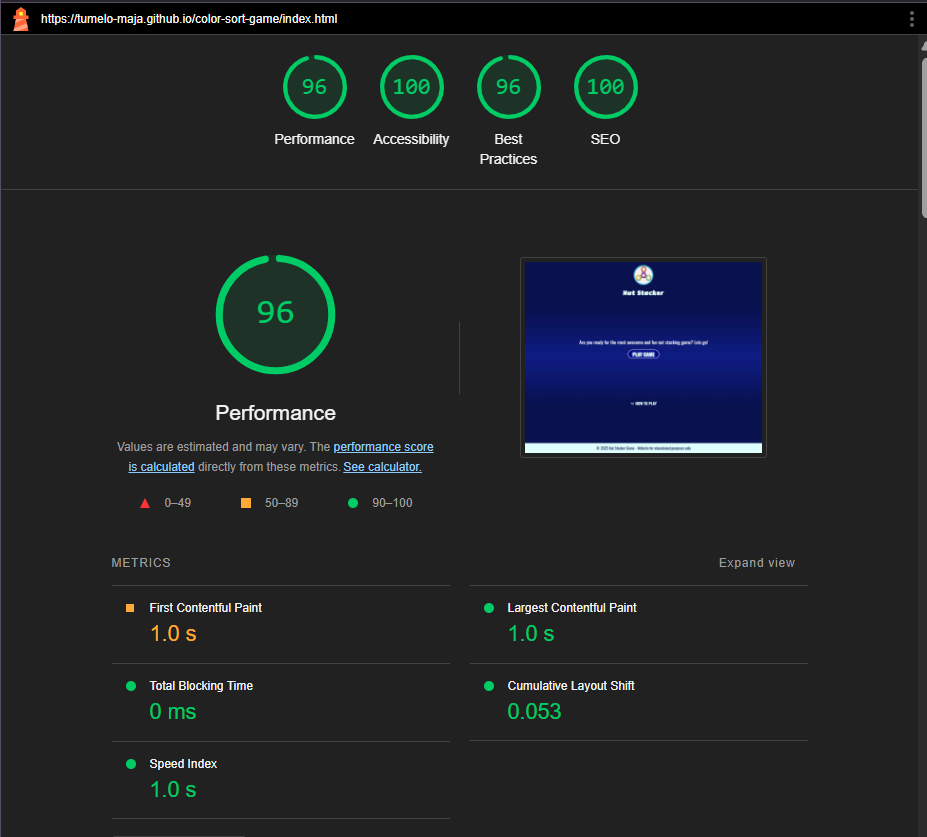 https://tumelo-maja.github.io/color-sort-game/index.html
96
100
96
100
Performance
Accessibility
Best
Practices
SEO
96
Performance
Values are estimated and may vary. The performance score
is calculated directly from these metrics. See calculator.
0–49
50–89
90–100
Nut Stacker
Are you ready for the most awesome and fun nut stacking game? Lets go!
PLAY GAME
HOW TO PLAY
© 2025 Nut Stacker Game - Website for educational purposes only
METRICS
Expand view
First Contentful Paint
1.0 s
Largest Contentful Paint
1.0 s
Total Blocking Time
0 ms
Cumulative Layout Shift
0.053
Speed Index
1.0 s